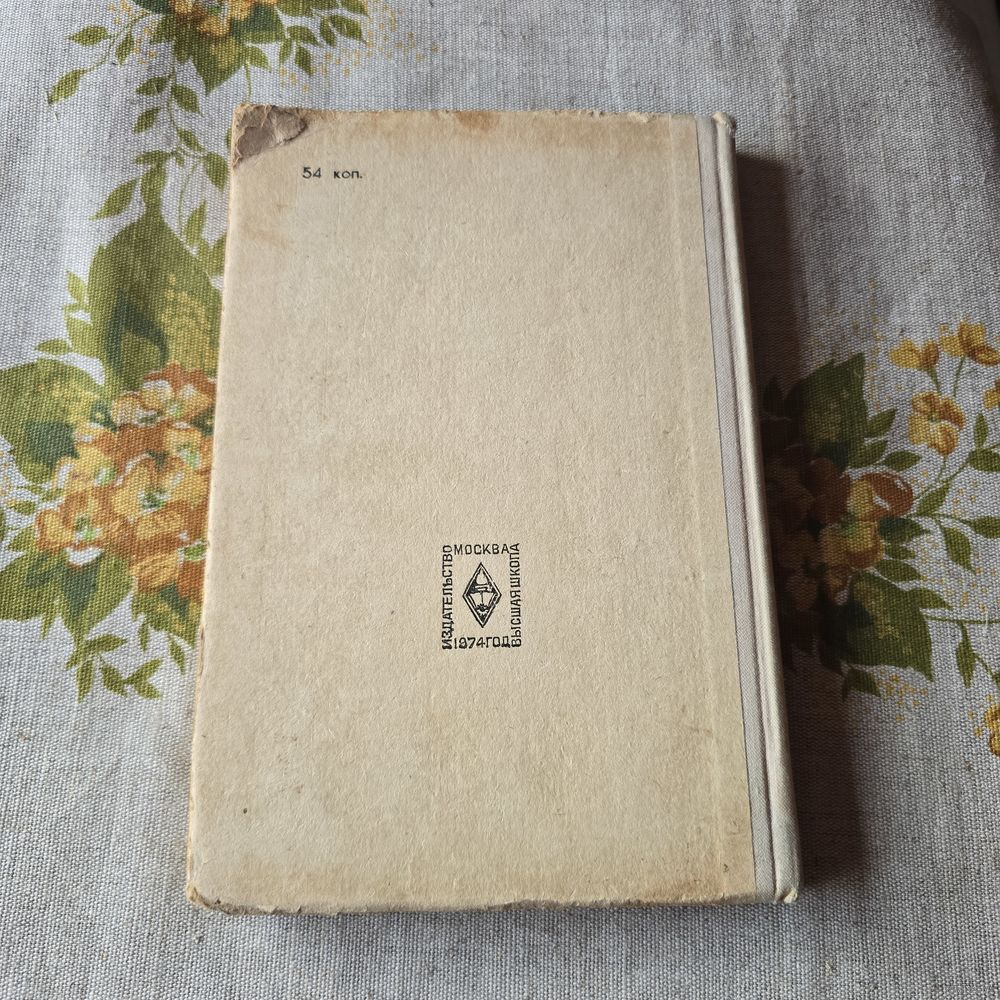 54 коп.
ИЗДАТЕЛЬСТВО
МОСКВА
ВЫСШАЯ ШКОЛА
1974 ГОД